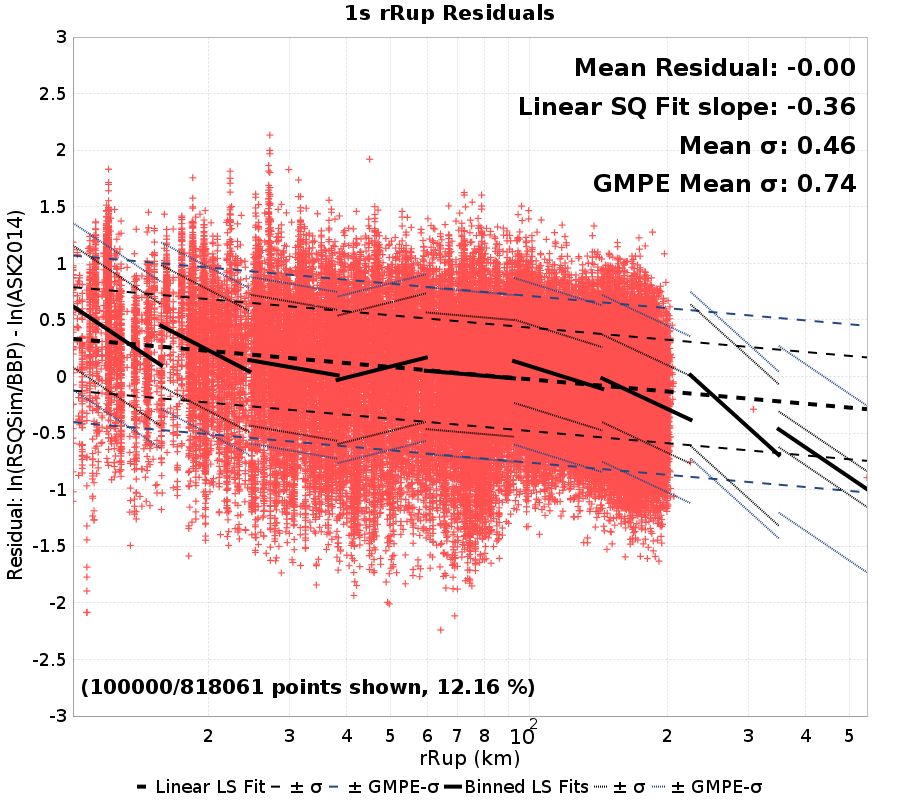 1s rRup Residuals
Mean Residual: -0.00
Linear SQ Fit slope: -0.36
Mean σ: 0.46
GMPE Mean σ: 0.74
3
2.5
2
1.5
1
0.5
0
-0.5
-1
-1.5
-2
-2.5
-3
Residual: ln(RSQSim/BBP) - ln(ASK2014)
(100000/818061 points shown, 12.16 %)
2 3 4 5 6 7 8 10² 2 3 4 5
rRup (km)
Linear LS Fit ± σ ± GMPE-σ Binned LS Fits ± σ ± GMPE-σ